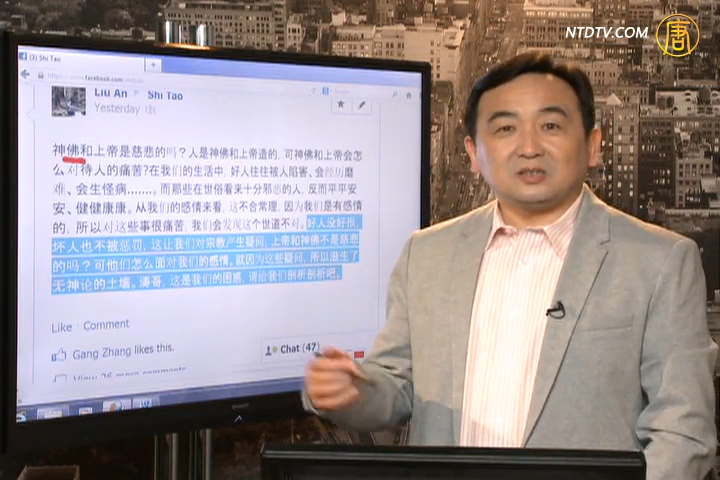 NTDTV.COM
唐
(3) Shi Tao
Liu An ▸ Shi Tao
Yesterday
神佛和上帝是慈悲的吗？人是神佛和上帝造的，可神佛和上帝会怎
么对待人的痛苦?在我们的生活中，好人往往被人陷害、会经历磨
难、会生怪病........。而那些在世俗看来十分邪恶的人，反而平平安
安、健健康康。从我们的感情来看，这不合常理，因为我们是有感情
的，所以对这些事很痛苦，我们会发现这个世道不对。好人没好报，
坏人也不被惩罚，这让我们对宗教产生疑问，上帝和神佛不是慈悲
的吗？可他们怎么面对我们的感情，就因为这些疑问，所以滋生了
无神论的土壤。涛哥，这是我们的困惑，请给我们剖析剖析吧。
Like · Comment
Gang Zhang likes this.
Chat (47)
View 26 more comments